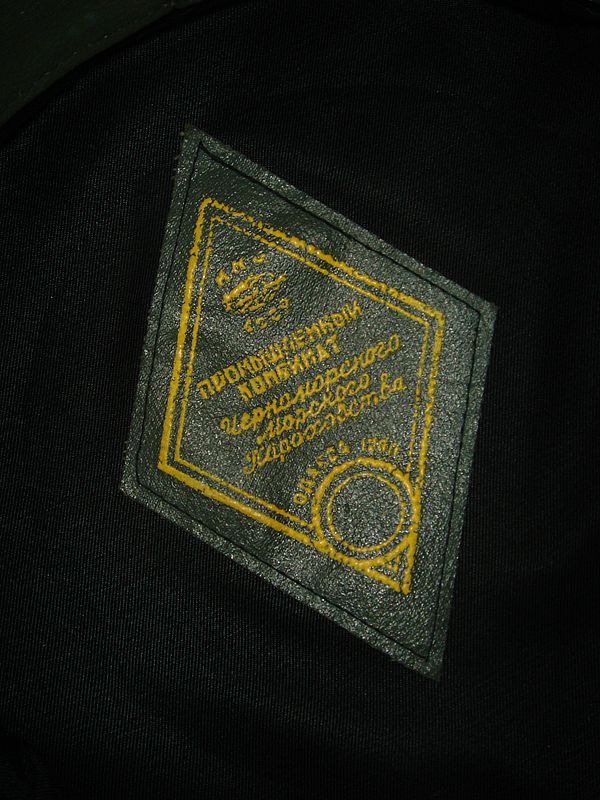 ПРОМЫШЛЕННЫЙ
КОМБИНАТ
Черноморского
Морского
Пароходства
ОДЕССА